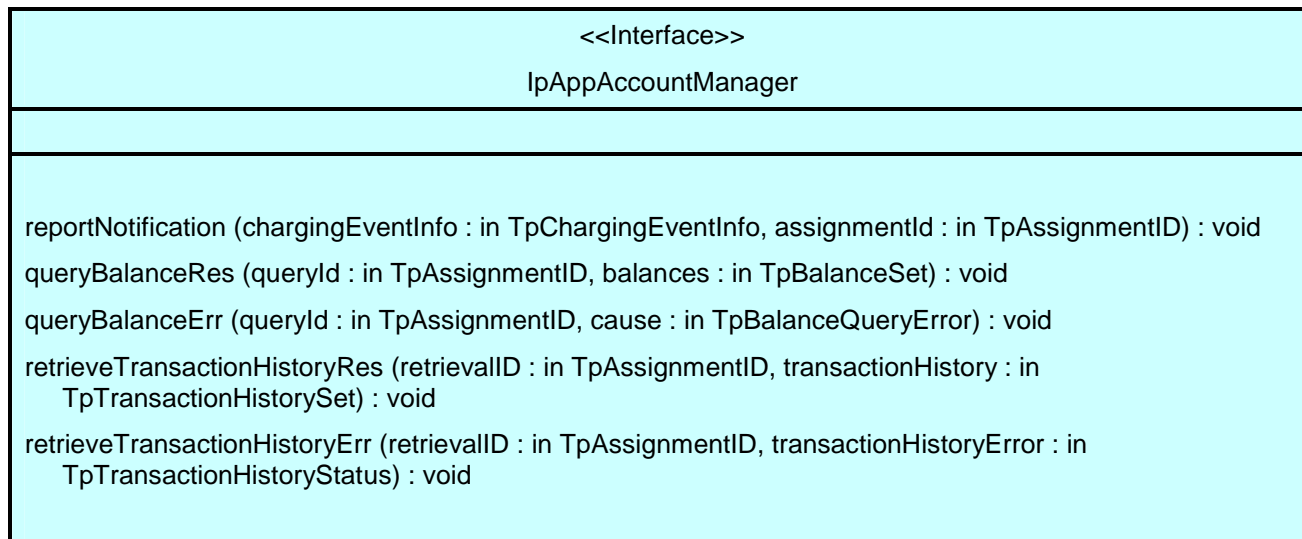 <<Interface>>
IpAppAccountManager
reportNotification (chargingEventInfo : in TpChargingEventInfo, assignmentId : in TpAssignmentID) : void
queryBalanceRes (queryId : in TpAssignmentID, balances : in TpBalanceSet) : void
queryBalanceErr (queryId : in TpAssignmentID, cause : in TpBalanceQueryError) : void
retrieveTransactionHistoryRes (retrievalID : in TpAssignmentID, transactionHistory : in
TpTransactionHistorySet) : void
retrieveTransactionHistoryErr (retrievalID : in TpAssignmentID, transactionHistoryError : in
TpTransactionHistoryStatus) : void